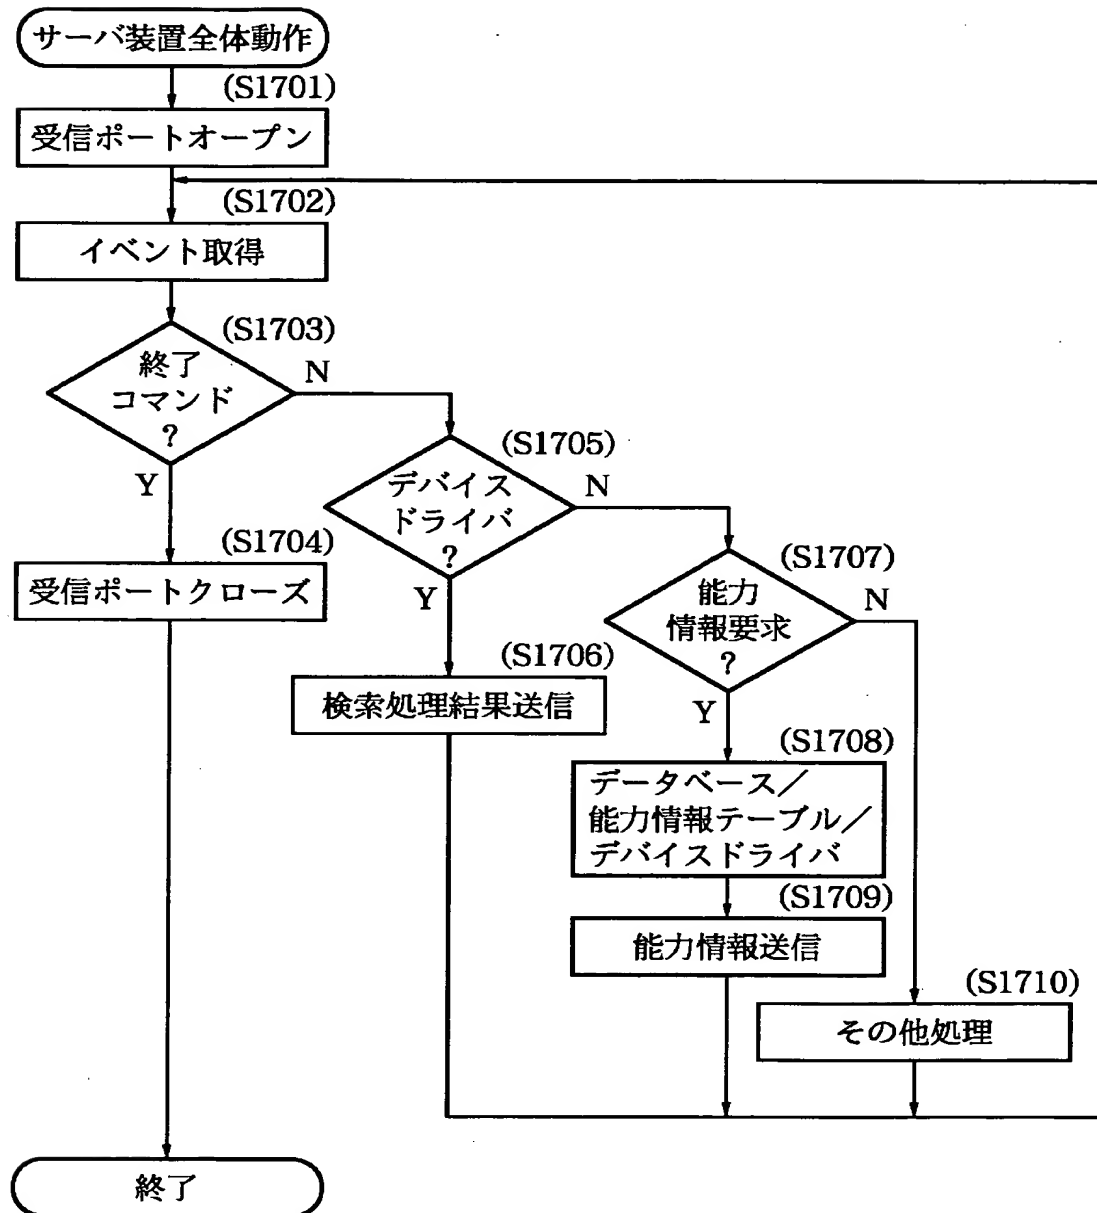 サーバ装置全体動作
(S1701)
受信ポートオープン
(S1702)
イベント取得
(S1703)
終了
コマンド
?
N
Y
(S1704)
受信ポートクローズ
(S1705)
デバイス
ドライバ
?
N
Y
(S1706)
検索処理結果送信
(S1707)
能力
情報要求
?
N
Y
(S1708)
データベース/
能力情報テーブル/
デバイスドライバ
(S1709)
能力情報送信
(S1710)
その他処理
終了